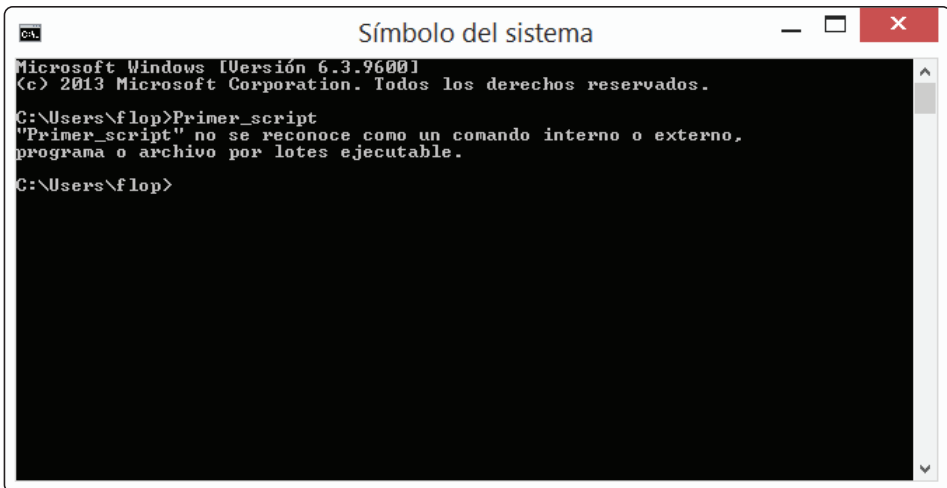 Símbolo del sistema
Microsoft Windows [Versión 6.3.9600]
(c) 2013 Microsoft Corporation. Todos los derechos reservados.
C:\Users\flop>Primer_script
"Primer_script" no se reconoce como un comando interno o externo,
programa o archivo por lotes ejecutable.
C:\Users\flop>